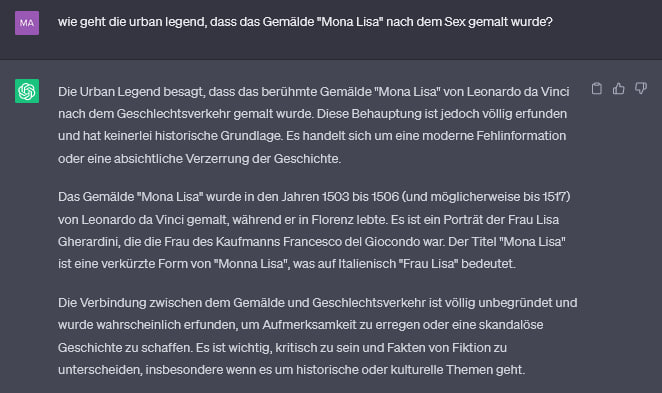 MA
wie geht die urban legend, dass das Gemälde "Mona Lisa" nach dem Sex gemalt wurde?
Die Urban Legend besagt, dass das berühmte Gemälde "Mona Lisa" von Leonardo da Vinci
nach dem Geschlechtsverkehr gemalt wurde. Diese Behauptung ist jedoch völlig erfunden
und hat keinerlei historische Grundlage. Es handelt sich um eine moderne Fehlinformation
oder eine absichtliche Verzerrung der Geschichte.
Das Gemälde "Mona Lisa" wurde in den Jahren 1503 bis 1506 (und möglicherweise bis 1517)
von Leonardo da Vinci gemalt, während er in Florenz lebte. Es ist ein Porträt der Frau Lisa
Gherardini, die die Frau des Kaufmanns Francesco del Giocondo war. Der Titel "Mona Lisa"
ist eine verkürzte Form von "Monna Lisa", was auf Italienisch "Frau Lisa" bedeutet.
Die Verbindung zwischen dem Gemälde und Geschlechtsverkehr ist völlig unbegründet und
wurde wahrscheinlich erfunden, um Aufmerksamkeit zu erregen oder eine skandalöse
Geschichte zu schaffen. Es ist wichtig, kritisch zu sein und Fakten von Fiktion zu
unterscheiden, insbesondere wenn es um historische oder kulturelle Themen geht.